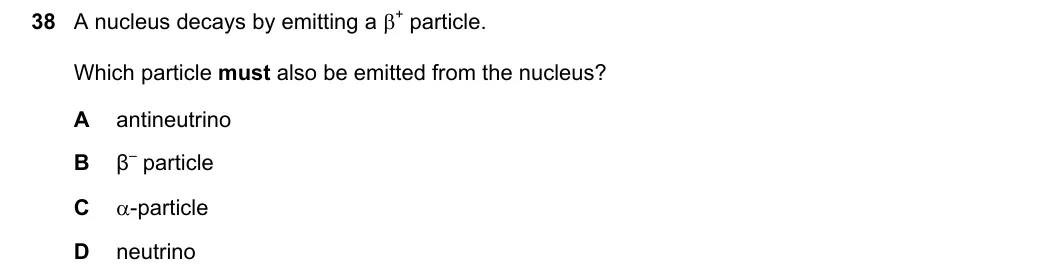 38 A nucleus decays by emitting a β⁺ particle.
Which particle must also be emitted from the nucleus?
A antineutrino
B β⁻ particle
C α-particle
D neutrino